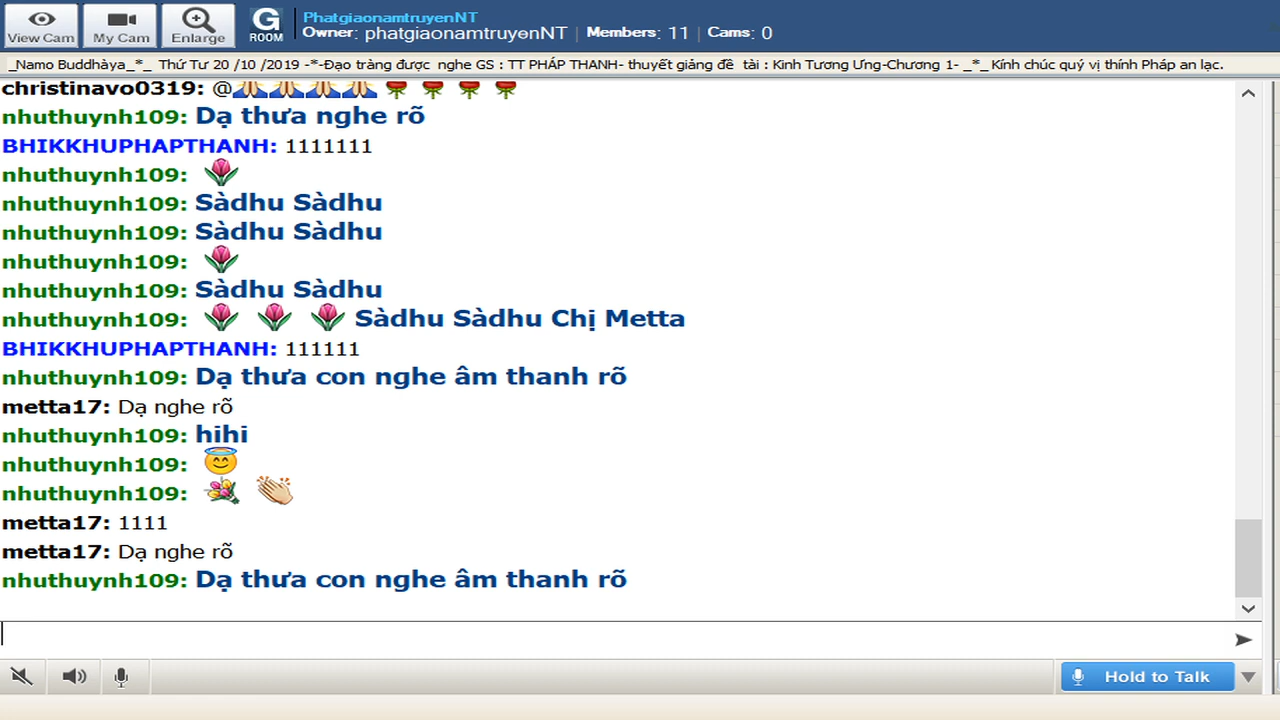 View Cam
My Cam
Enlarge
G ROOM
PhatgiaonamtruyenNT
Owner: phatgiaonamtruyenNT | Members: 11 | Cams: 0
_Namo Buddhàya_*_ Thứ Tư 20 /10 /2019 -*-Đạo tràng được nghe GS : TT PHÁP THANH- thuyết giảng đề tài : Kinh Tương Ưng-Chương 1- _*_ Kính chúc quý vị thính Pháp an lạc.
christinavo0319: @
nhuthuynh109: Dạ thưa nghe rõ
BHIKKHUPHAPTHANH: 1111111
nhuthuynh109:
nhuthuynh109: Sàdhu Sàdhu
nhuthuynh109: Sàdhu Sàdhu
nhuthuynh109:
nhuthuynh109: Sàdhu Sàdhu
nhuthuynh109: Sàdhu Sàdhu Chị Metta
BHIKKHUPHAPTHANH: 111111
nhuthuynh109: Dạ thưa con nghe âm thanh rõ
metta17: Dạ nghe rõ
nhuthuynh109: hihi
nhuthuynh109:
nhuthuynh109:
metta17: 1111
metta17: Dạ nghe rõ
nhuthuynh109: Dạ thưa con nghe âm thanh rõ
Hold to Talk